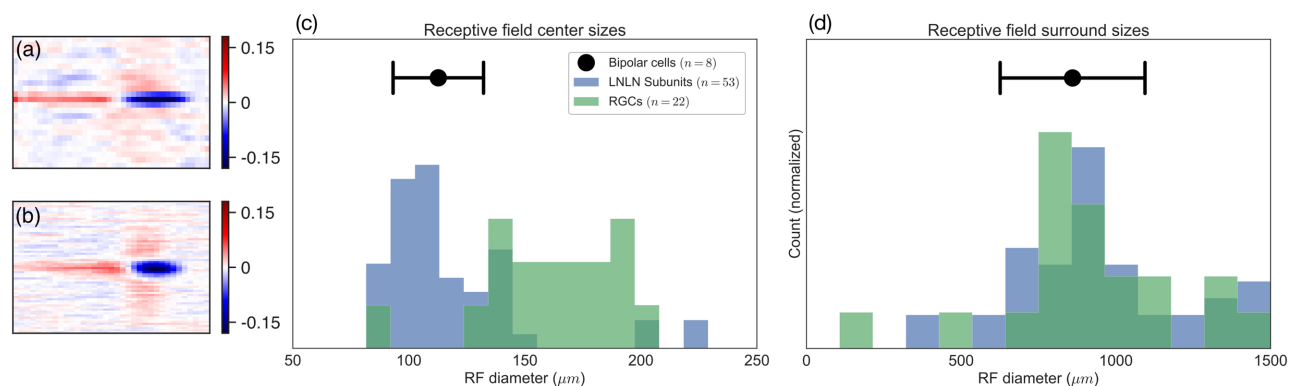 (a)
0.15
0
-0.15
(b)
0.15
0
-0.15
(c)
Receptive field center sizes
Bipolar cells (n = 8)
LNLN Subunits (n = 53)
RGCs (n = 22)
50
100
150
200
250
RF diameter (μm)
(d)
Receptive field surround sizes
Count (normalized)
0
500
1000
1500
RF diameter (μm)